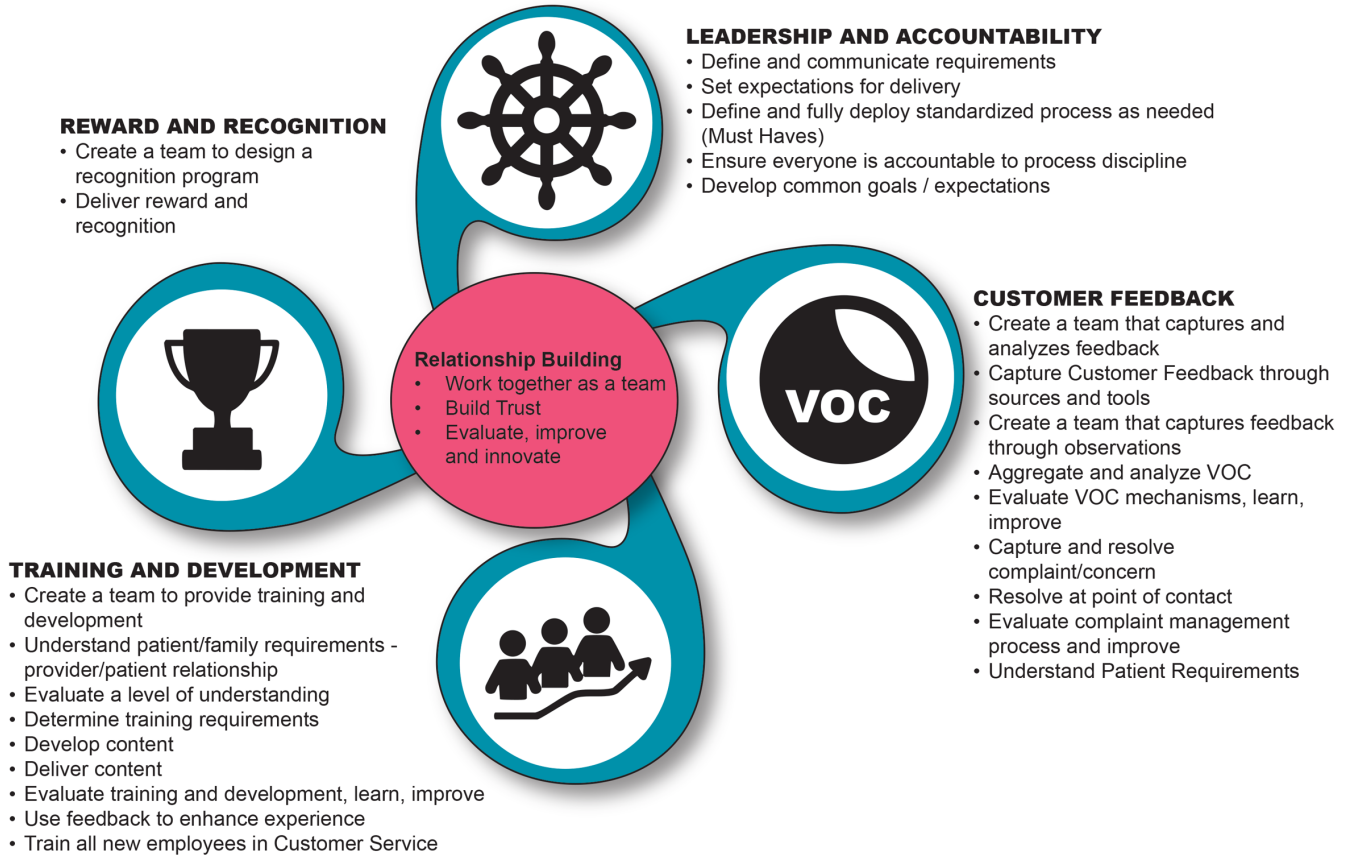 LEADERSHIP AND ACCOUNTABILITY
• Define and communicate requirements
• Set expectations for delivery
• Define and fully deploy standardized process as needed
(Must Haves)
• Ensure everyone is accountable to process discipline
• Develop common goals / expectations
REWARD AND RECOGNITION
• Create a team to design a
recognition program
• Deliver reward and
recognition
CUSTOMER FEEDBACK
• Create a team that captures and
analyzes feedback
• Capture Customer Feedback through
sources and tools
• Create a team that captures feedback
through observations
• Aggregate and analyze VOC
• Evaluate VOC mechanisms, learn,
improve
• Capture and resolve
complaint/concern
• Resolve at point of contact
• Evaluate complaint management
process and improve
• Understand Patient Requirements
VOC
Relationship Building
• Work together as a team
• Build Trust
• Evaluate, improve
and innovate
TRAINING AND DEVELOPMENT
• Create a team to provide training and
development
• Understand patient/family requirements -
provider/patient relationship
• Evaluate a level of understanding
• Determine training requirements
• Develop content
• Deliver content
• Evaluate training and development, learn, improve
• Use feedback to enhance experience
• Train all new employees in Customer Service